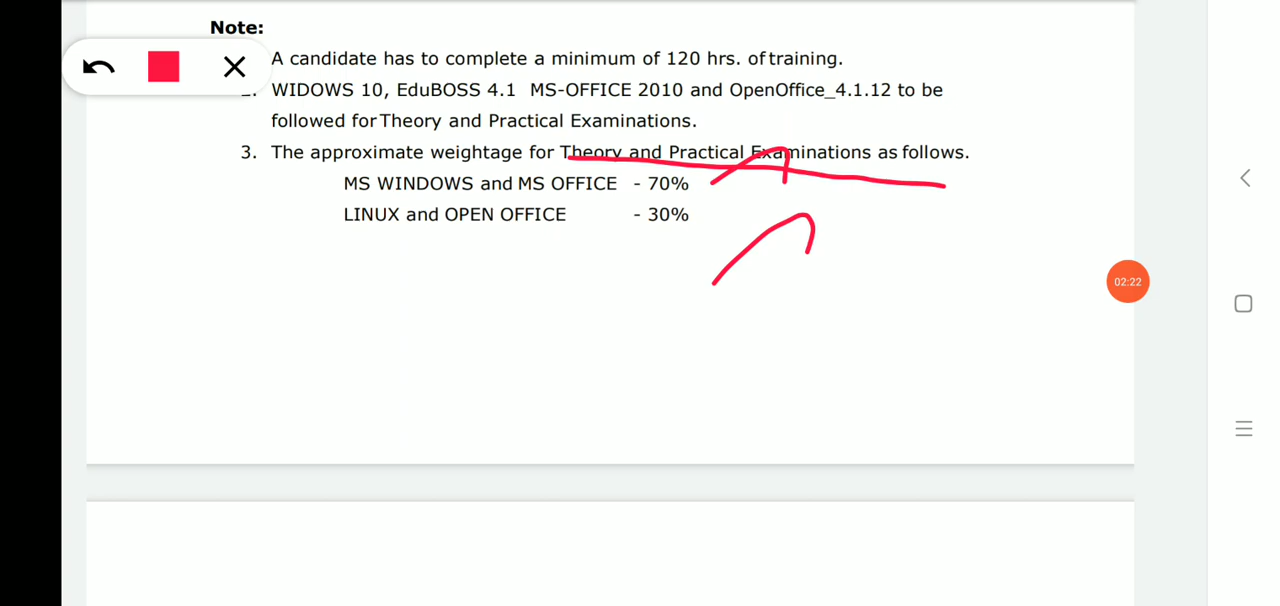 Note:
A candidate has to complete a minimum of 120 hrs. of training.
WIDOWS 10, EduBOSS 4.1 MS-OFFICE 2010 and OpenOffice_4.1.12 to be
followed for Theory and Practical Examinations.
3. The approximate weightage for Theory and Practical Examinations as follows.
MS WINDOWS and MS OFFICE - 70%
LINUX and OPEN OFFICE - 30%
02:22